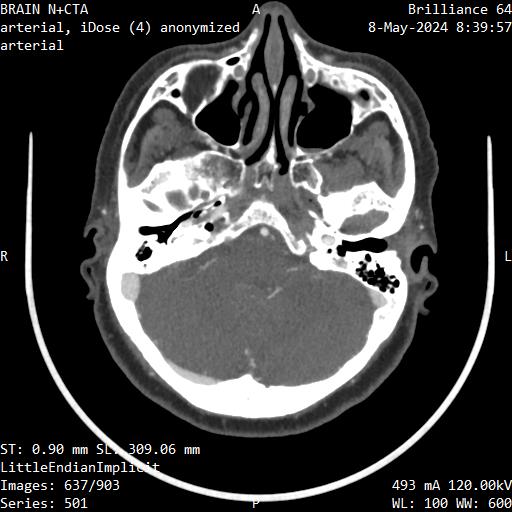 BRAIN N+CTA
arterial, iDose (4) anonymized
arterial
A
Brilliance 64
8-May-2024 8:39:57
R
L
ST: 0.90 mm SL: 309.06 mm
LittleEndianImplicit
Images: 637/903
Series: 501
P
493 mA 120.00kV
WL: 100 WW: 600